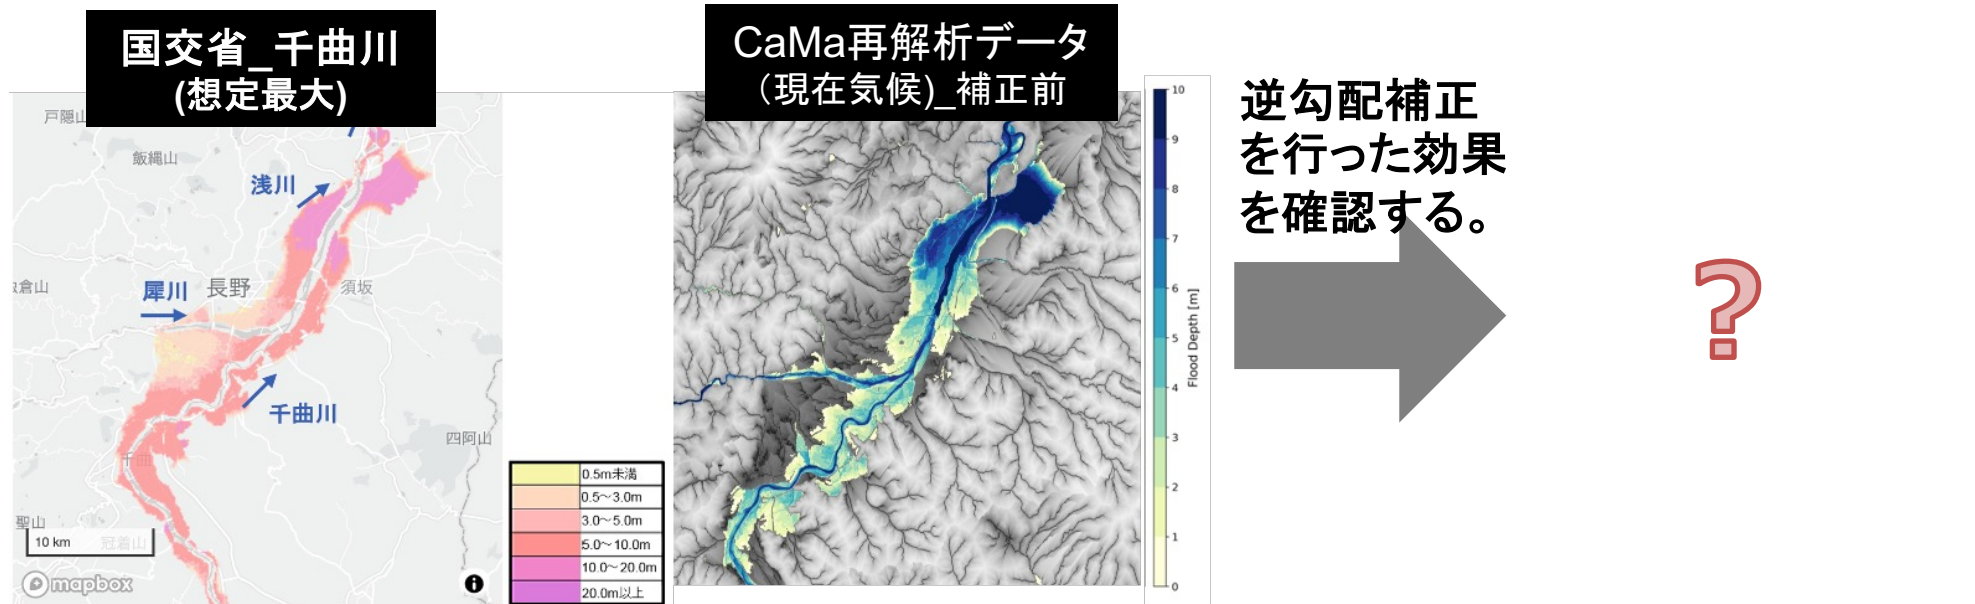 国交省_千曲川
(想定最大)
戸隠山
飯縄山
浅川
犀川
長野
須坂
倉山
千曲川
千曲
四阿山
聖山
冠着山
10 km
mapbox
i
0.5m未満
0.5～3.0m
3.0～5.0m
5.0～10.0m
10.0～20.0m
20.0m以上
CaMa再解析データ
（現在気候)_補正前
10
9
8
7
6
5
4
3
2
1
0
Flood Depth [m]
逆勾配補正
を行った効果
を確認する。
?